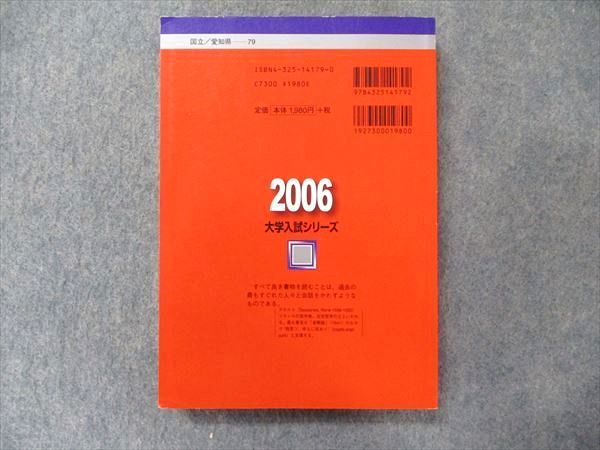 国立／愛知県——79
ISBN4-325-14179-0
C7300 ¥1980E
定価 本体1,980円 +税
9784325141792
1927300019800
2006
大学入試シリーズ
すべて良き書物を読むことは、過去の
最もすぐれた人々と会話をかわすような
ものである。